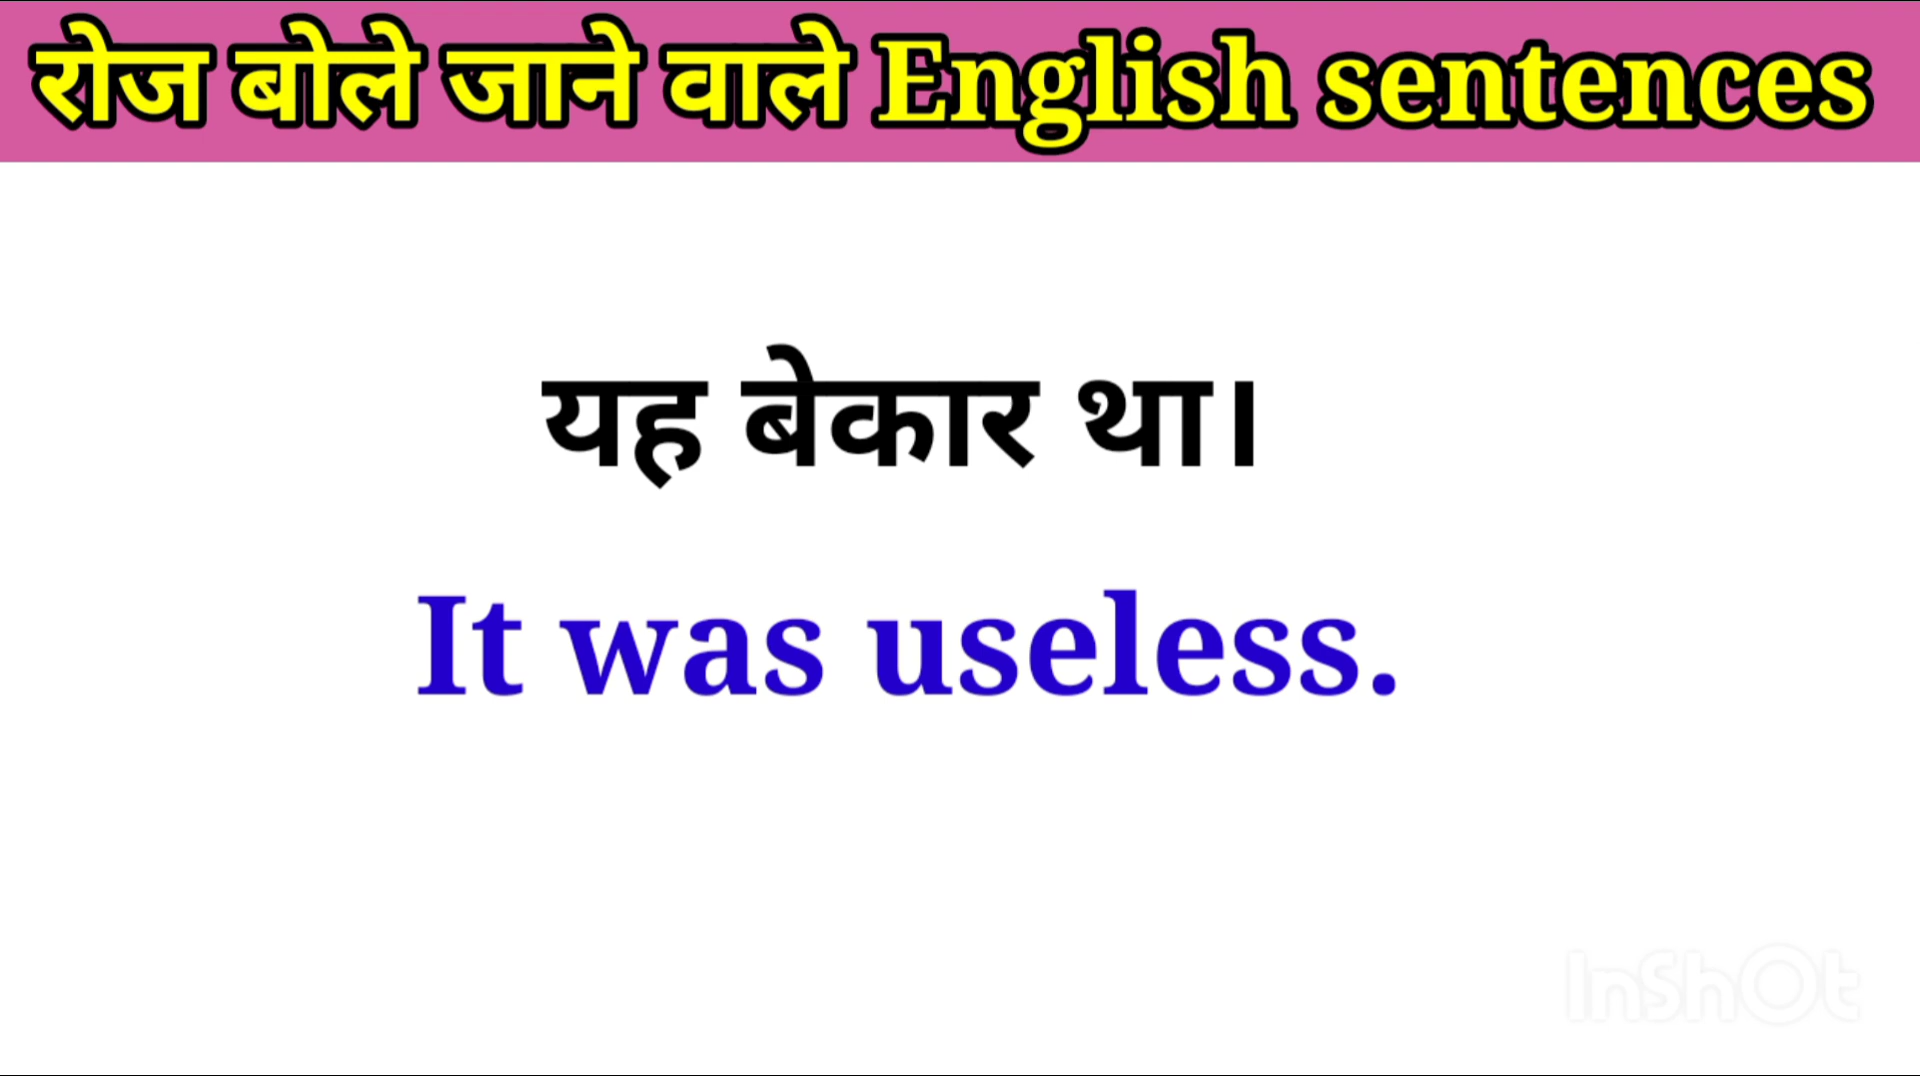 रोज बोले जाने वाले English sentences
यह बेकार था।
It was useless.
InShOt